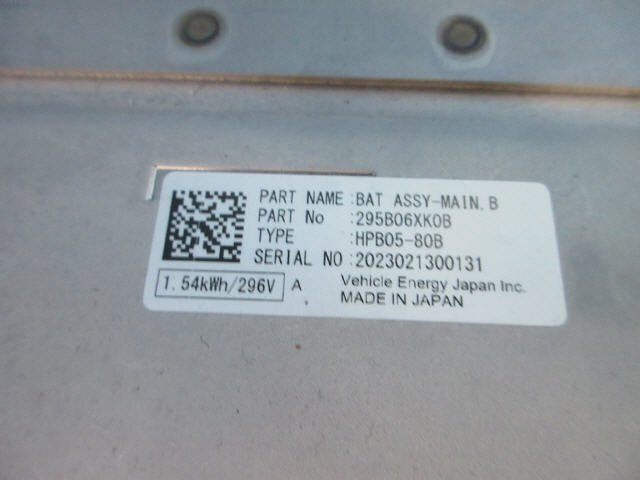 PART NAME :BAT ASSY-MAIN,B
PART No :295B06XK0B
TYPE :HPB05-80B
SERIAL NO :2023021300131
1.54kWh/296V A Vehicle Energy Japan Inc.
MADE IN JAPAN